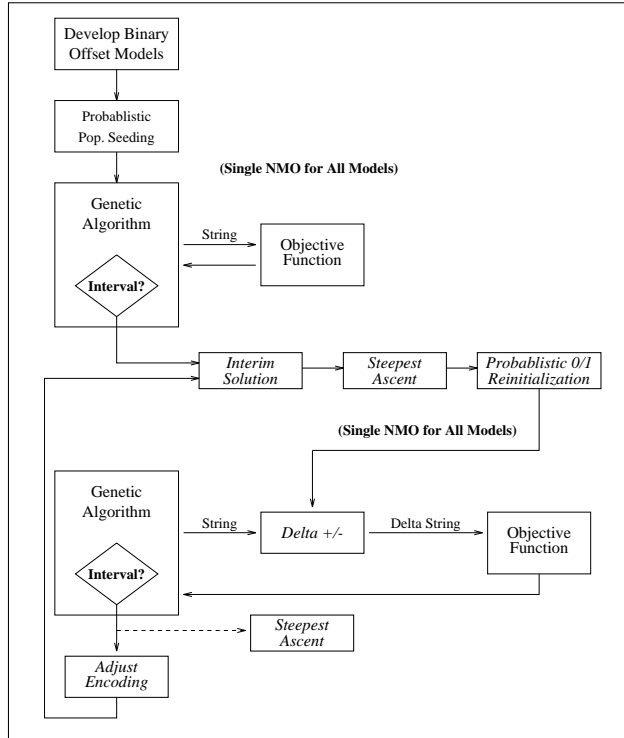 Develop Binary
Offset Models
Probablistic
Pop. Seeding
(Single NMO for All Models)
Genetic
Algorithm
String
Objective
Function
Interval?
Interim
Solution
Steepest
Ascent
Probablistic 0/1
Reinitialization
(Single NMO for All Models)
Genetic
Algorithm
String
Delta +/-
Delta String
Objective
Function
Interval?
Steepest
Ascent
Adjust
Encoding